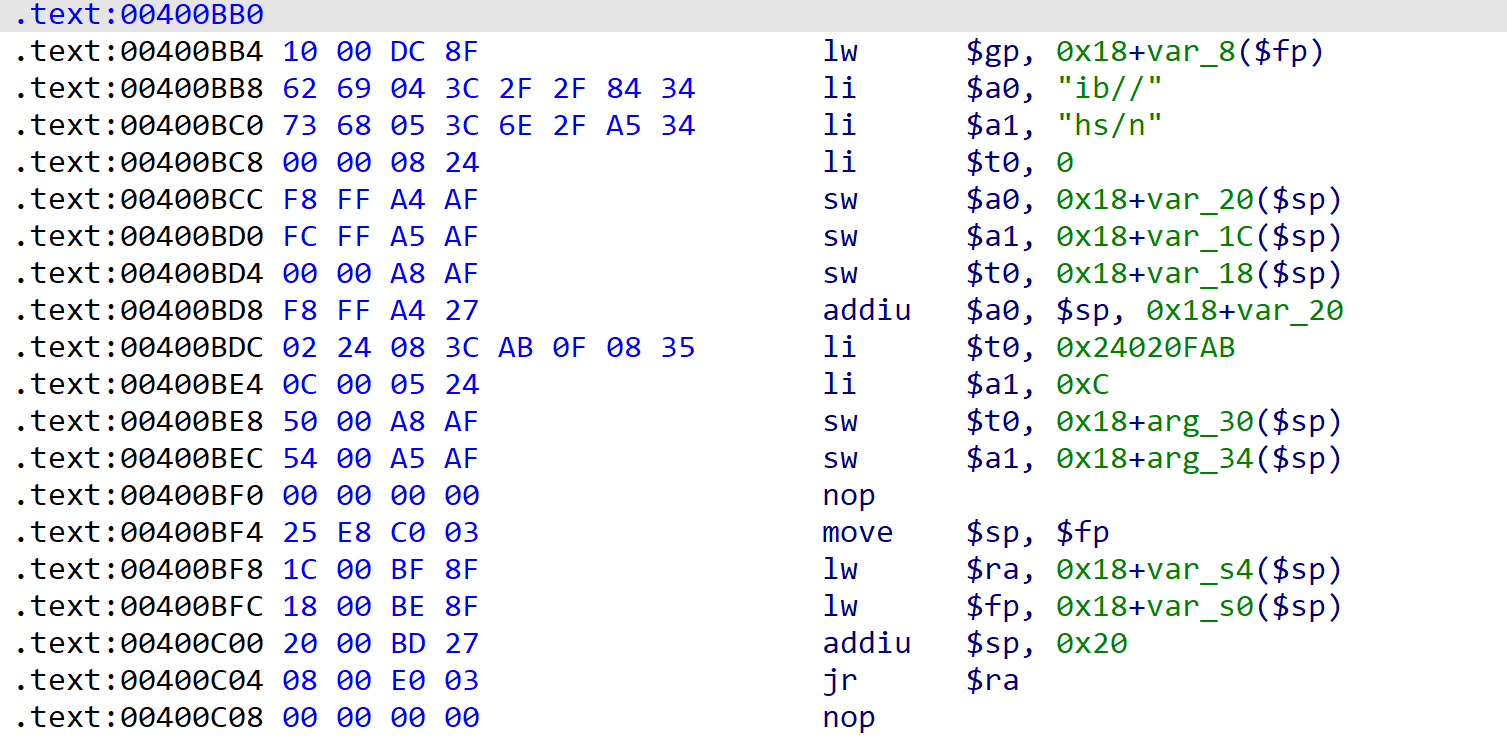 .text:00400BB0
.text:00400BB4 10 00 DC 8F lw $gp, 0x18+var_8($fp)
.text:00400BB8 62 69 04 3C 2F 2F 84 34 li $a0, "ib//"
.text:00400BC0 73 68 05 3C 6E 2F A5 34 li $a1, "hs/n"
.text:00400BC8 00 00 08 24 li $t0, 0
.text:00400BCC F8 FF A4 AF sw $a0, 0x18+var_20($sp)
.text:00400BD0 FC FF A5 AF sw $a1, 0x18+var_1C($sp)
.text:00400BD4 00 00 A8 AF sw $t0, 0x18+var_18($sp)
.text:00400BD8 F8 FF A4 27 addiu $a0, $sp, 0x18+var_20
.text:00400BDC 02 24 08 3C AB 0F 08 35 li $t0, 0x24020FAB
.text:00400BE4 0C 00 05 24 li $a1, 0xC
.text:00400BE8 50 00 A8 AF sw $t0, 0x18+arg_30($sp)
.text:00400BEC 54 00 A5 AF sw $a1, 0x18+arg_34($sp)
.text:00400BF0 00 00 00 00 nop
.text:00400BF4 25 E8 C0 03 move $sp, $fp
.text:00400BF8 1C 00 BF 8F lw $ra, 0x18+var_s4($sp)
.text:00400BFC 18 00 BE 8F lw $fp, 0x18+var_s0($sp)
.text:00400C00 20 00 BD 27 addiu $sp, 0x20
.text:00400C04 08 00 E0 03 jr $ra
.text:00400C08 00 00 00 00 nop